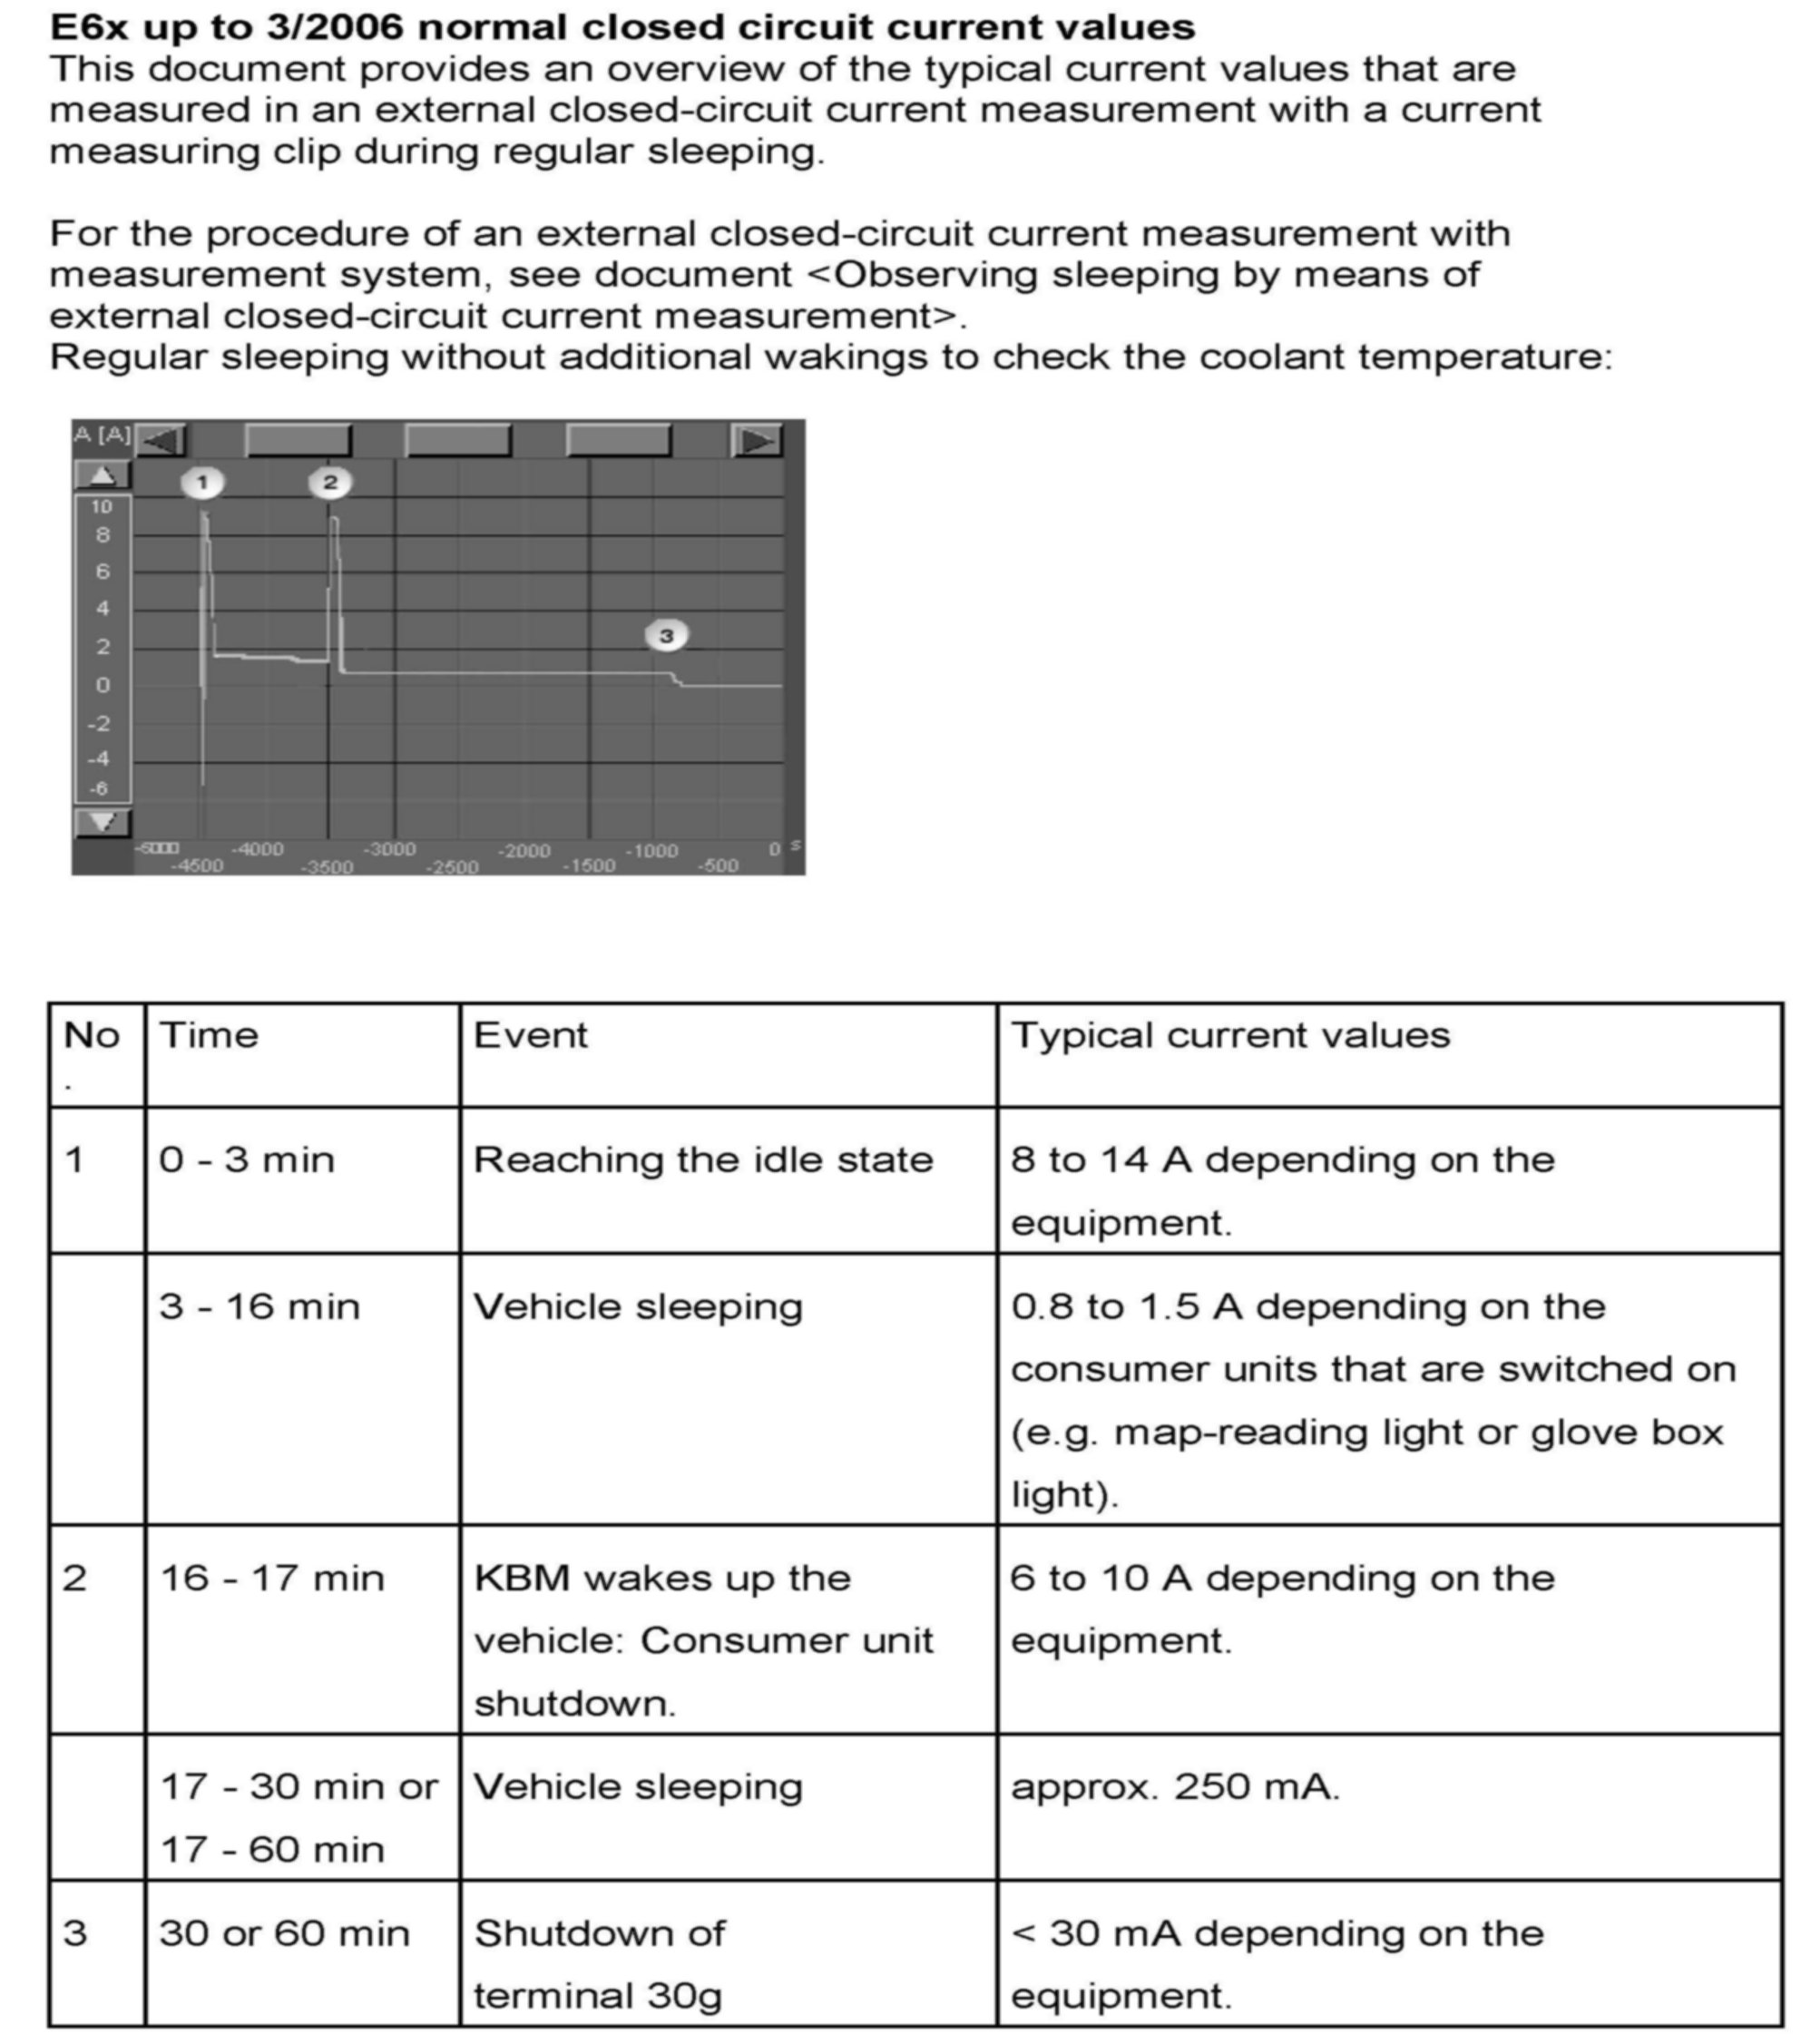 E6x up to 3/2006 normal closed circuit current values
This document provides an overview of the typical current values that are
measured in an external closed-circuit current measurement with a current
measuring clip during regular sleeping.
For the procedure of an external closed-circuit current measurement with
measurement system, see document <Observing sleeping by means of
external closed-circuit current measurement>.
Regular sleeping without additional wakings to check the coolant temperature:
A [A]
1
2
10
8
6
4
3
2
0
-2
-4
-6
-5000
-4000
-3000
-2000
-1000
0 s
-4500
-3500
-2500
-1500
-500
No
.
Time
Event
Typical current values
1
0 - 3 min
Reaching the idle state
8 to 14 A depending on the
equipment.
3 - 16 min
Vehicle sleeping
0.8 to 1.5 A depending on the
consumer units that are switched on
(e.g. map-reading light or glove box
light).
2
16 - 17 min
KBM wakes up the
vehicle: Consumer unit
shutdown.
6 to 10 A depending on the
equipment.
17 - 30 min or
17 - 60 min
Vehicle sleeping
approx. 250 mA.
3
30 or 60 min
Shutdown of
terminal 30g
< 30 mA depending on the
equipment.